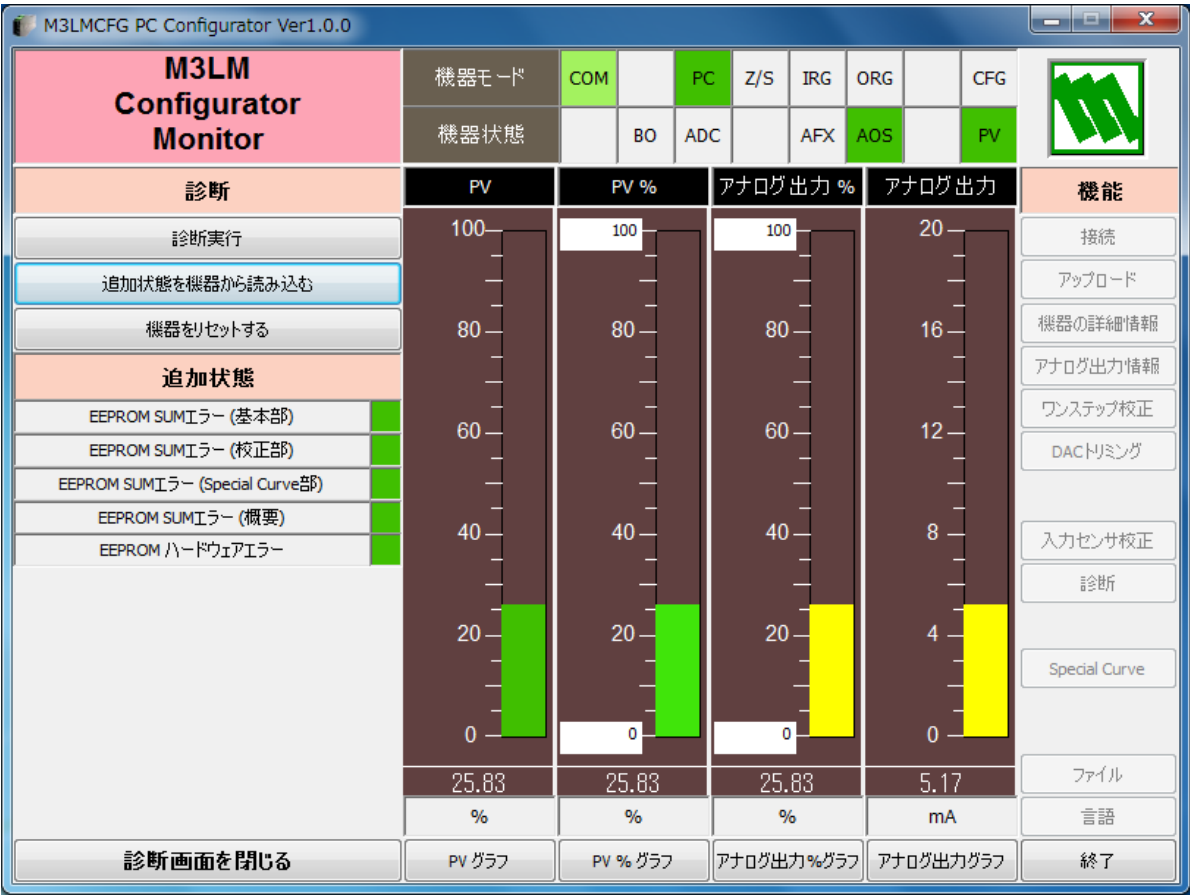 M3LMCFG PC Configurator Ver1.0.0
M3LM
Configurator
Monitor
機器モード
COM
PC
Z/S
IRG
ORG
CFG
機器状態
BO
ADC
AFX
AOS
PV
診断
診断実行
追加状態を機器から読み込む
機器をリセットする
追加状態
EEPROM SUMエラー (基本部)
EEPROM SUMエラー (校正部)
EEPROM SUMエラー (Special Curve部)
EEPROM SUMエラー (概要)
EEPROM ハードウェアエラー
診断画面を閉じる
PV
100
80
60
40
20
0
25.83
%
PV グラフ
PV %
100
80
60
40
20
0
25.83
%
PV % グラフ
アナログ出力 %
100
80
60
40
20
0
25.83
%
アナログ出力%グラフ
アナログ出力
20
16
12
8
4
0
5.17
mA
アナログ出力グラフ
機能
接続
アップロード
機器の詳細情報
アナログ出力情報
ワンステップ校正
DACトリミング
入力センサ校正
診断
Special Curve
ファイル
言語
終了